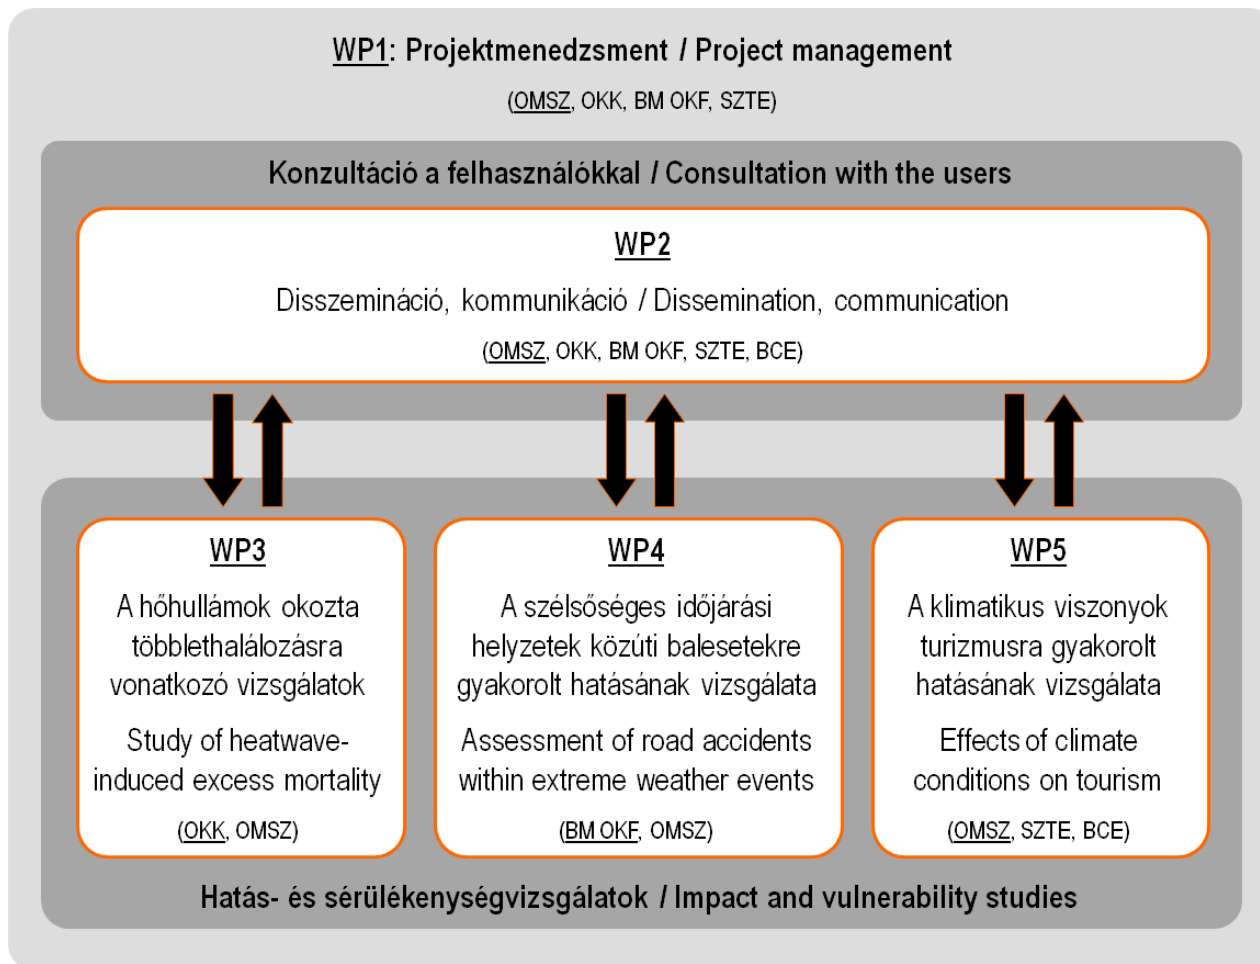 WP1: Projektmenedzsment / Project management
(OMSZ, OKK, BM OKF, SZTE)
Konzultáció a felhasználókkal / Consultation with the users
WP2
Disszemináció, kommunikáció / Dissemination, communication
(OMSZ, OKK, BM OKF, SZTE, BCE)
WP3
A hőhullámok okozta
többlethalálozásra
vonatkozó vizsgálatok
Study of heatwave-
induced excess mortality
(OKK, OMSZ)
WP4
A szélsőséges időjárási
helyzetek közúti balesetekre
gyakorolt hatásának vizsgálata
Assessment of road accidents
within extreme weather events
(BM OKF, OMSZ)
WP5
A klimatikus viszonyok
turizmusra gyakorolt
hatásának vizsgálata
Effects of climate
conditions on tourism
(OMSZ, SZTE, BCE)
Hatás- és sérülékenységvizsgálatok / Impact and vulnerability studies